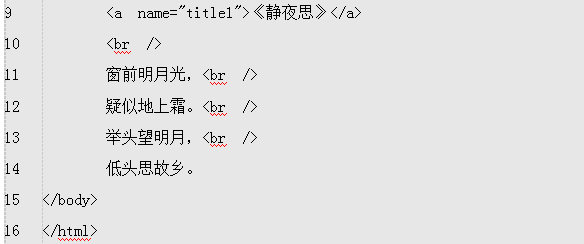 9 <a name="title1">《静夜思》</a>
10 <br />
11 窗前明月光，<br />
12 疑似地上霜。<br />
13 举头望明月，<br />
14 低头思故乡。
15 </body>
16 </html>